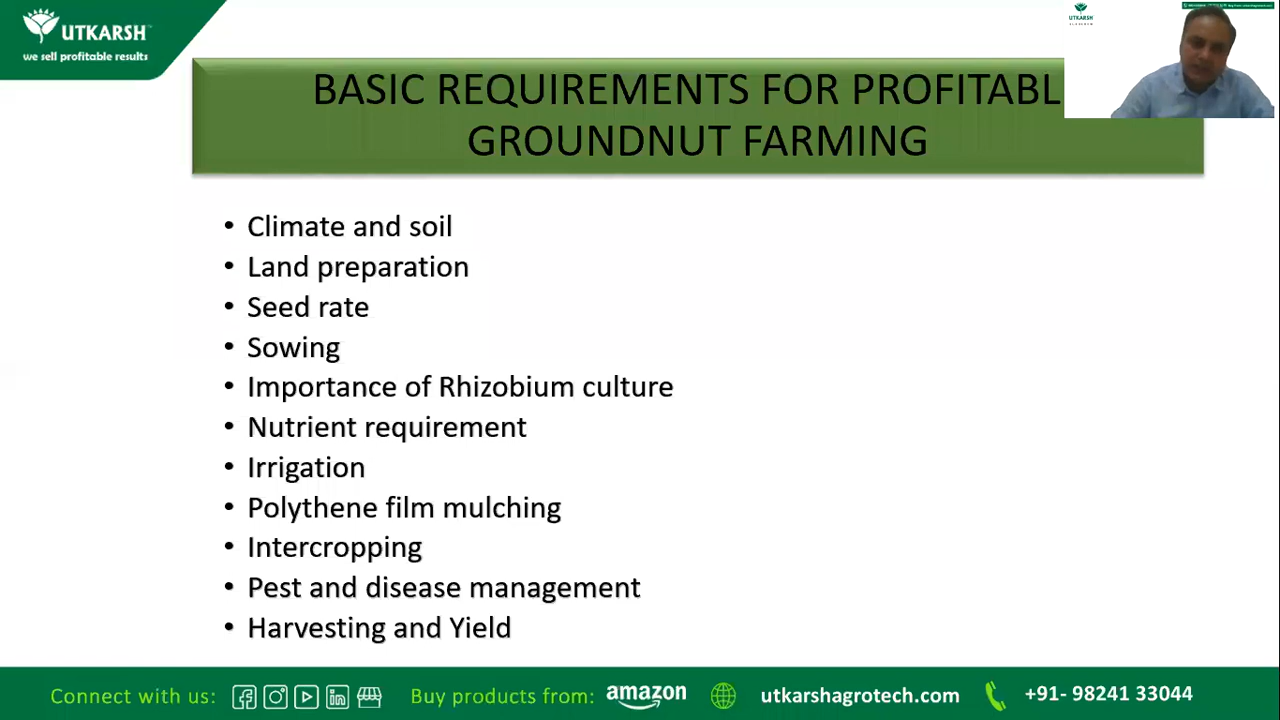 UTKARSH
we sell profitable results
UTKARSH
BASIC REQUIREMENTS FOR PROFITABL
GROUNDNUT FARMING
• Climate and soil
• Land preparation
• Seed rate
• Sowing
• Importance of Rhizobium culture
• Nutrient requirement
• Irrigation
• Polythene film mulching
• Intercropping
• Pest and disease management
• Harvesting and Yield
Connect with us: Buy products from: amazon utkarshagrotech.com +91- 98241 33044